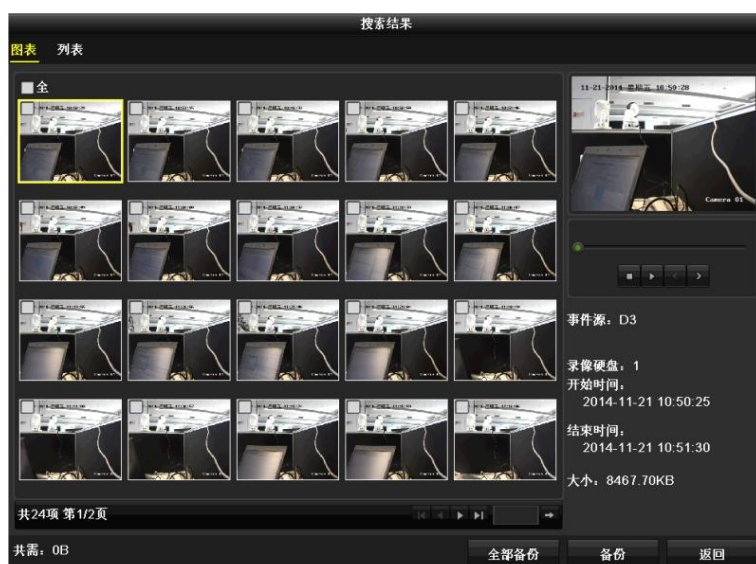 搜索结果
图表 列表
全
11-21-2014 星期五 10:50:28
Camera 01
事件源：D3
录像硬盘：1
开始时间：
2014-11-21 10:50:25
结束时间：
2014-11-21 10:51:30
大小：8467.70KB
共24项 第1/2页
共需：0B
全部备份 备份 返回